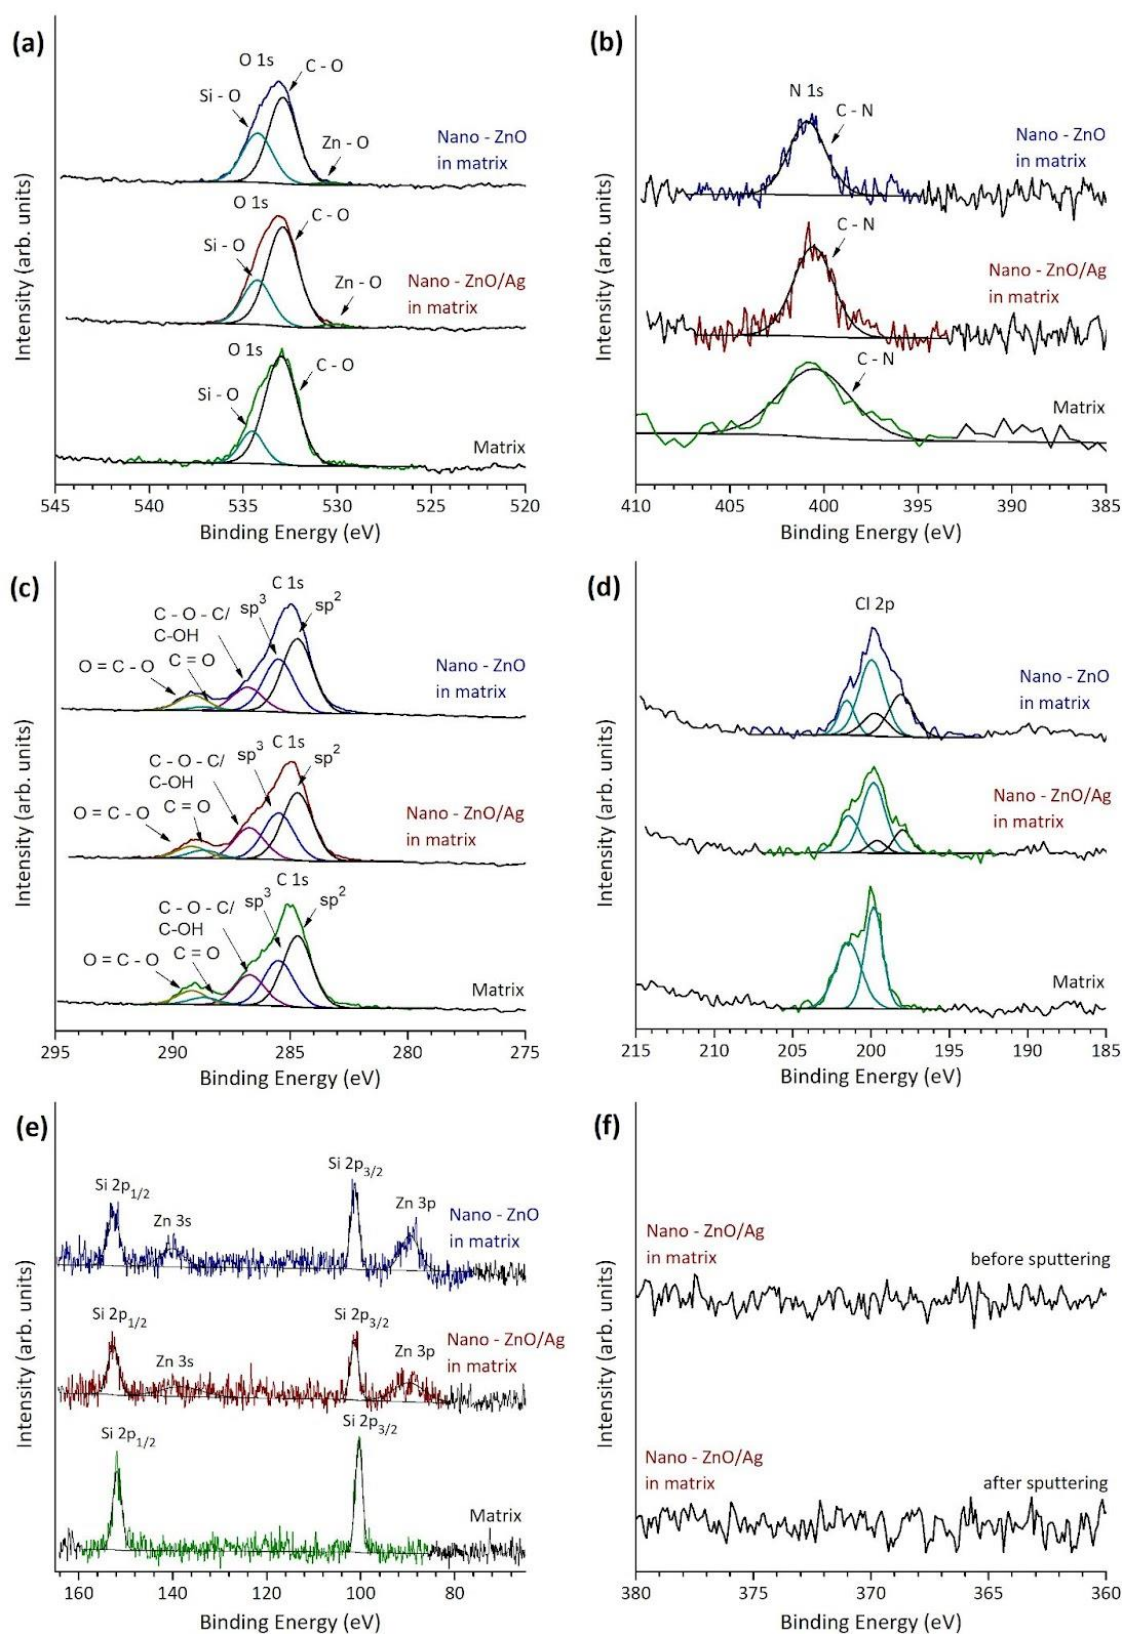 (a)
O 1s
C - O
Si - O
Zn - O
Nano - ZnO
in matrix
O 1s
C - O
Si - O
Zn - O
Nano - ZnO/Ag
in matrix
O 1s
C - O
Si - O
Matrix
Intensity (arb. units)
545 540 535 530 525 520
Binding Energy (eV)
(b)
N 1s
C - N
Nano - ZnO
in matrix
C - N
Nano - ZnO/Ag
in matrix
C - N
Matrix
Intensity (arb. units)
410 405 400 395 390 385
Binding Energy (eV)
(c)
C 1s
C - O - C/
C-OH
sp³
sp²
O = C - O
C = O
Nano - ZnO
in matrix
C 1s
C - O - C/
C-OH
sp³
sp²
O = C - O
C = O
Nano - ZnO/Ag
in matrix
C 1s
C - O - C/
C-OH
sp³
sp²
O = C - O
C = O
Matrix
Intensity (arb. units)
295 290 285 280 275
Binding Energy (eV)
(d)
Cl 2p
Nano - ZnO
in matrix
Nano - ZnO/Ag
in matrix
Matrix
Intensity (arb. units)
215 210 205 200 195 190 185
Binding Energy (eV)
(e)
Si 2p₁/₂
Zn 3s
Si 2p₃/₂
Zn 3p
Nano - ZnO
in matrix
Si 2p₁/₂
Zn 3s
Si 2p₃/₂
Zn 3p
Nano - ZnO/Ag
in matrix
Si 2p₁/₂
Si 2p₃/₂
Matrix
Intensity (arb. units)
160 140 120 100 80
Binding Energy (eV)
(f)
Nano - ZnO/Ag
in matrix
before sputtering
Nano - ZnO/Ag
in matrix
after sputtering
Intensity (arb. units)
380 375 370 365 360
Binding Energy (eV)